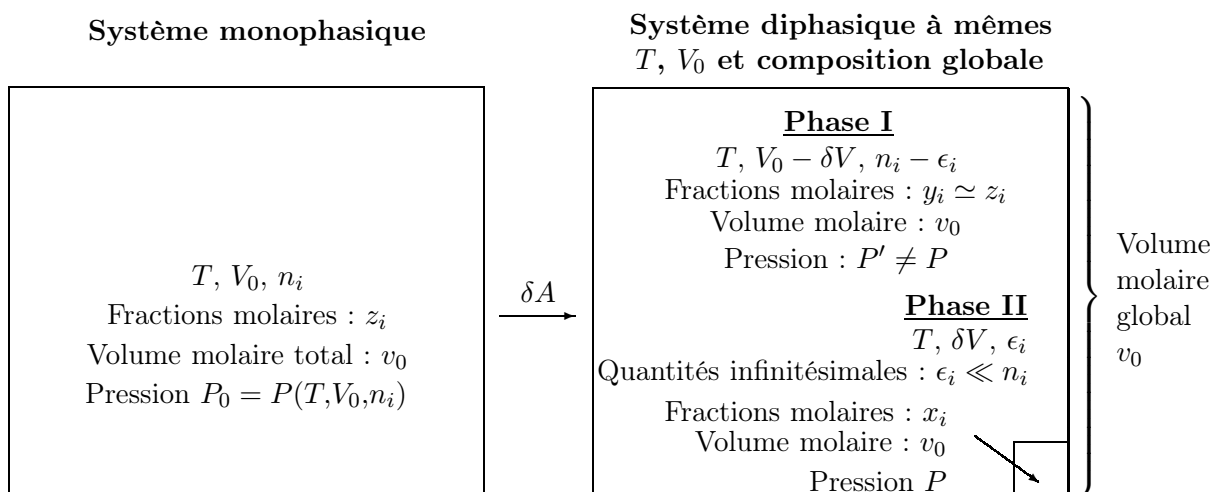 Système monophasique
T, V₀, nᵢ
Fractions molaires : zᵢ
Volume molaire total : v₀
Pression P₀ = P(T,V₀,nᵢ)
δA
Système diphasique à mêmes
T, V₀ et composition globale
Phase I
T, V₀ − δV, nᵢ − ϵᵢ
Fractions molaires : yᵢ ≃ zᵢ
Volume molaire : v₀
Pression : P′ ≠ P
Phase II
T, δV, ϵᵢ
Quantités infinitésimales : ϵᵢ ≪ nᵢ
Fractions molaires : xᵢ
Volume molaire : v₀
Pression P
Volume
molaire
global
v₀